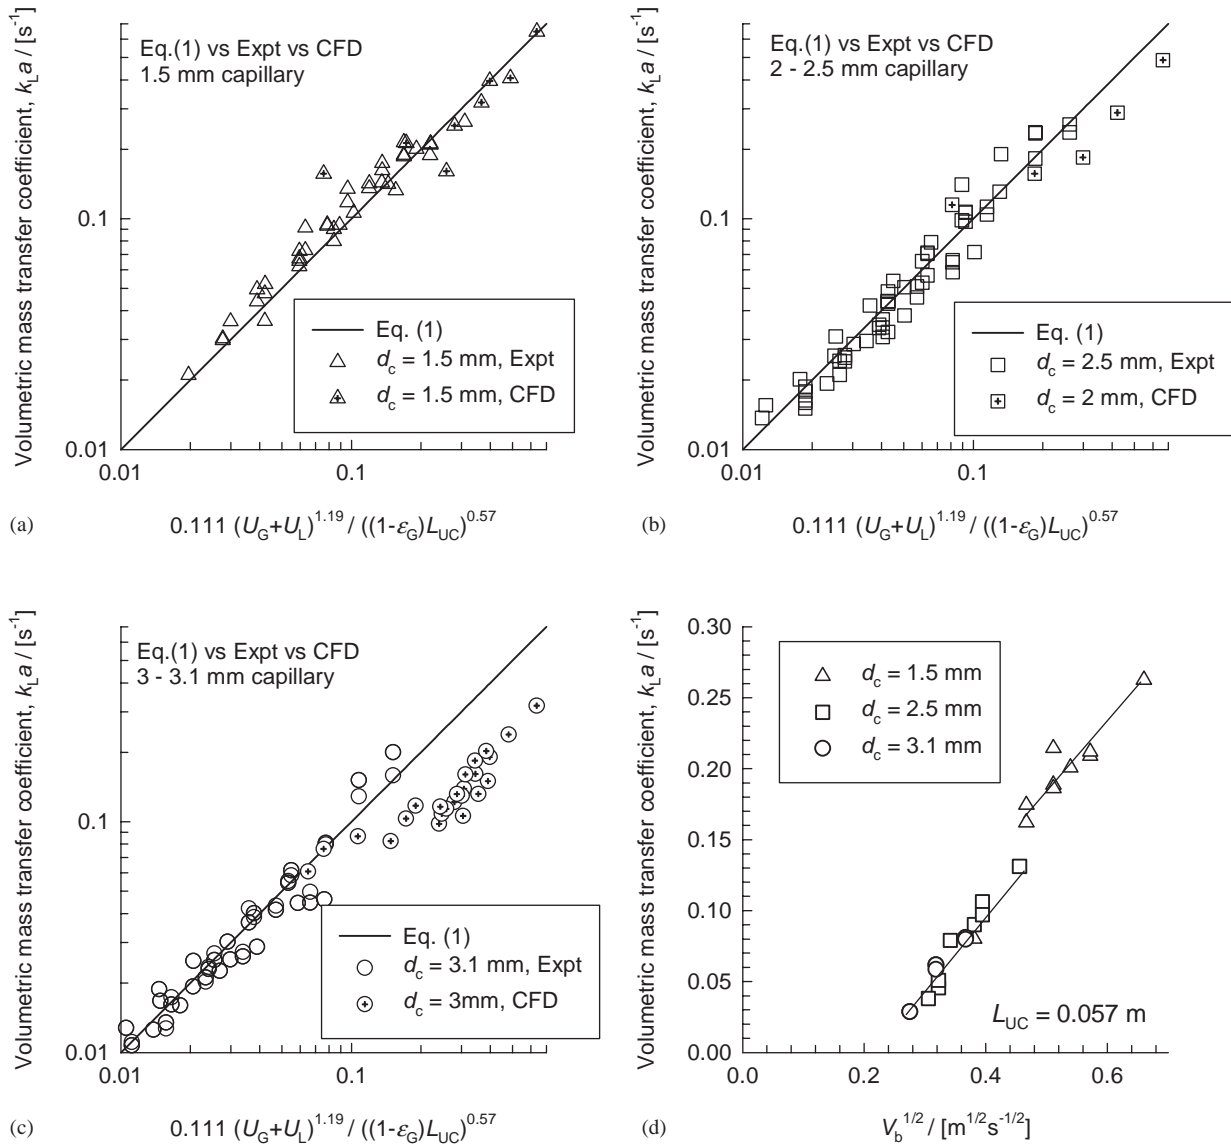 (a)
Volumetric mass transfer coefficient, kLa / [s-1]
Eq.(1) vs Expt vs CFD
1.5 mm capillary
0.1
0.01
Eq. (1)
dc = 1.5 mm, Expt
dc = 1.5 mm, CFD
0.01 0.1
0.111 (UG+UL)^1.19 / ((1-εG)LUC)^0.57
(b)
Volumetric mass transfer coefficient, kLa / [s-1]
Eq.(1) vs Expt vs CFD
2 - 2.5 mm capillary
0.1
0.01
Eq. (1)
dc = 2.5 mm, Expt
dc = 2 mm, CFD
0.01 0.1
0.111 (UG+UL)^1.19 / ((1-εG)LUC)^0.57
(c)
Volumetric mass transfer coefficient, kLa / [s-1]
Eq.(1) vs Expt vs CFD
3 - 3.1 mm capillary
0.1
0.01
Eq. (1)
dc = 3.1 mm, Expt
dc = 3mm, CFD
0.01 0.1
0.111 (UG+UL)^1.19 / ((1-εG)LUC)^0.57
(d)
Volumetric mass transfer coefficient, kLa / [s-1]
0.30
0.25
0.20
0.15
0.10
0.05
0.00
dc = 1.5 mm
dc = 2.5 mm
dc = 3.1 mm
LUC = 0.057 m
0.0 0.2 0.4 0.6
Vb^1/2 / [m^1/2 s^-1/2]